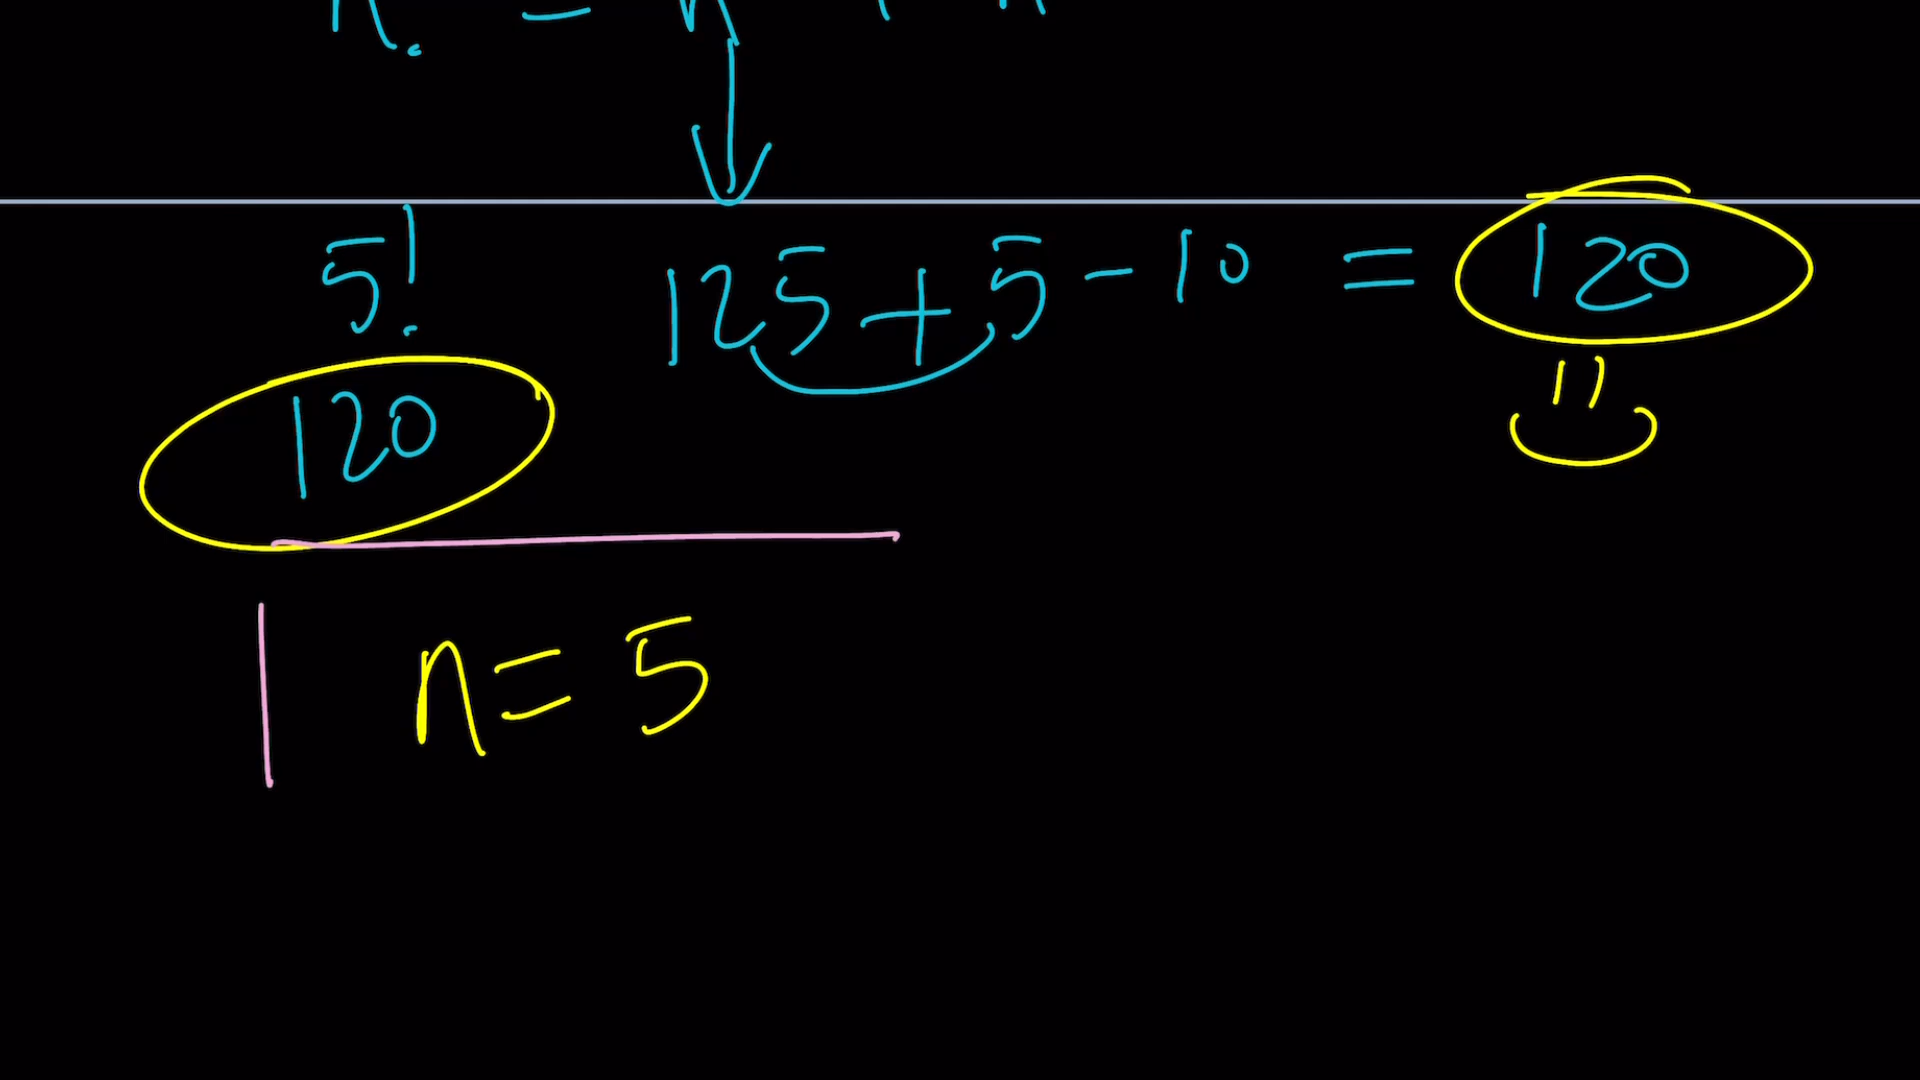 n! = n + n
5! 125 + 5 - 10 = 120
120
n = 5